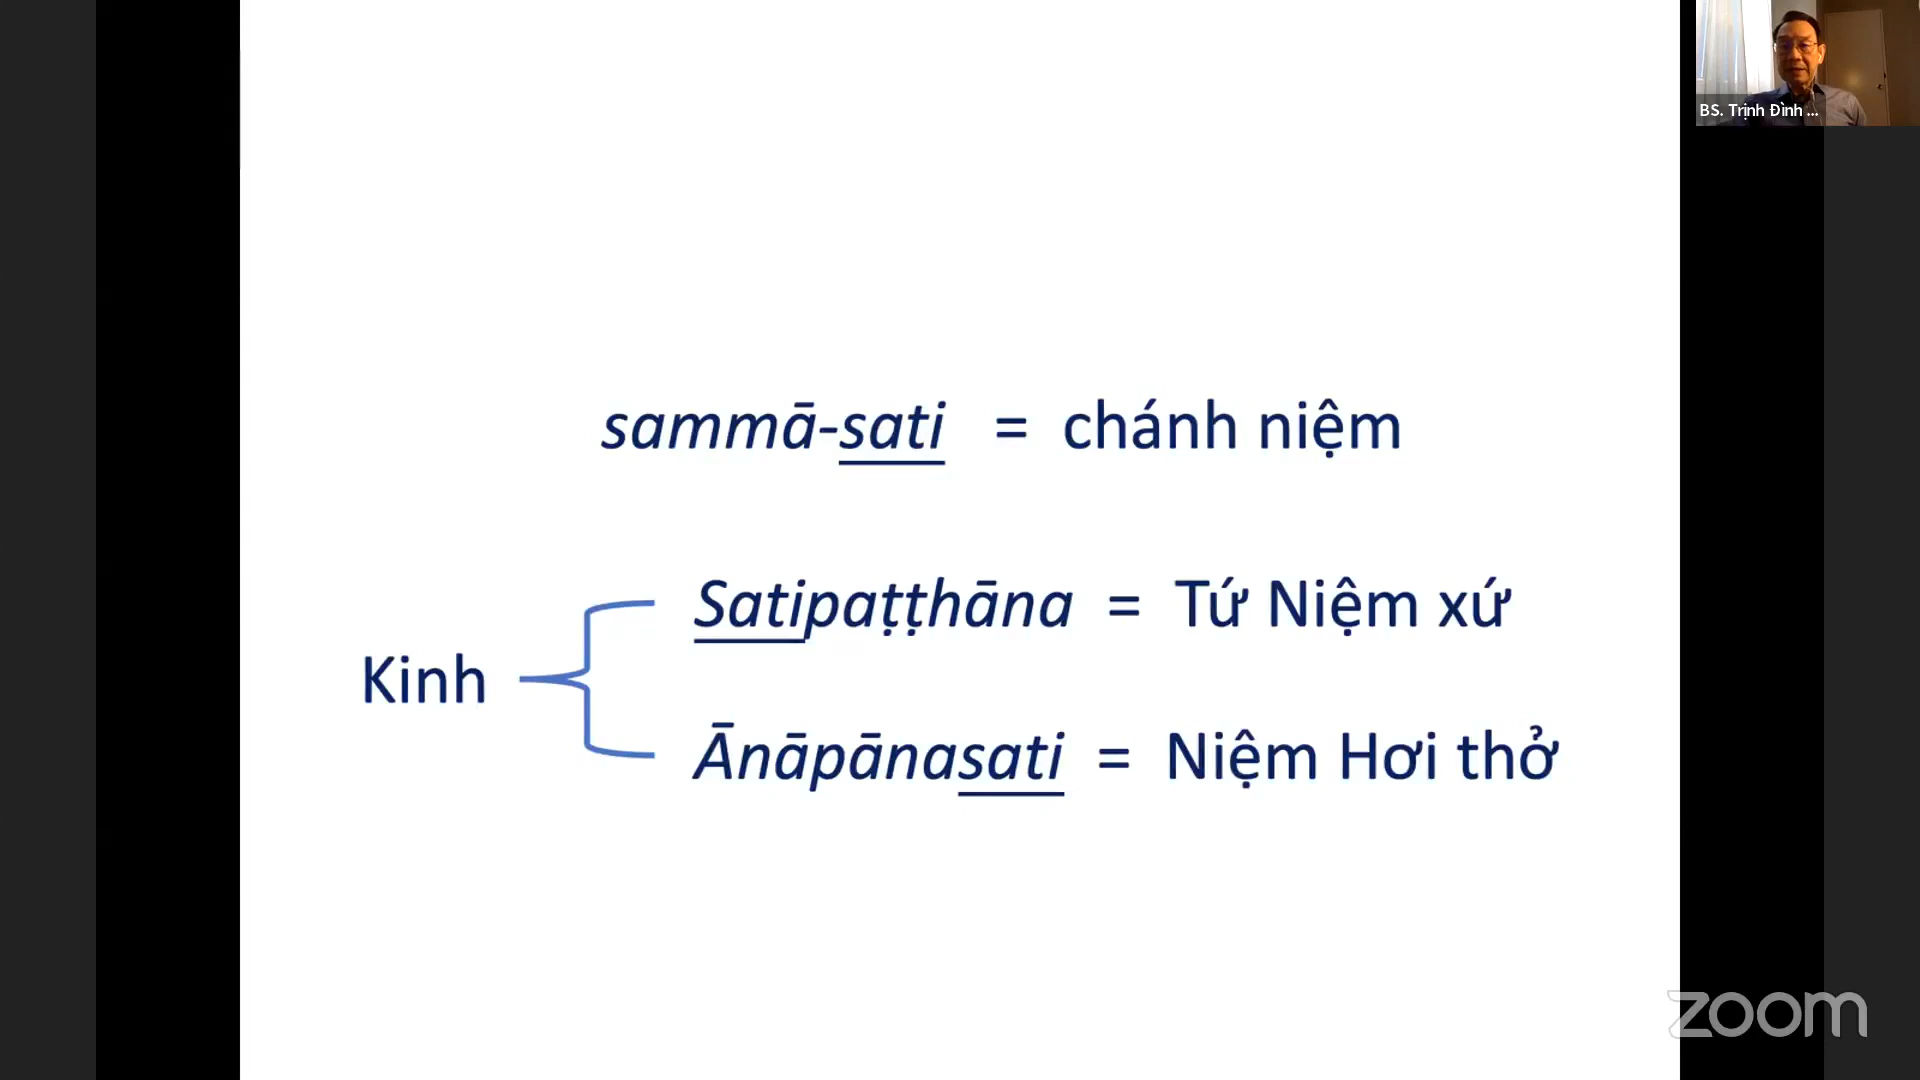 BS. Trịnh Đình ...
sammā-sati = chánh niệm
Satipaṭṭhāna = Tứ Niệm xứ
Kinh
Ānāpānasati = Niệm Hơi thở
zoom